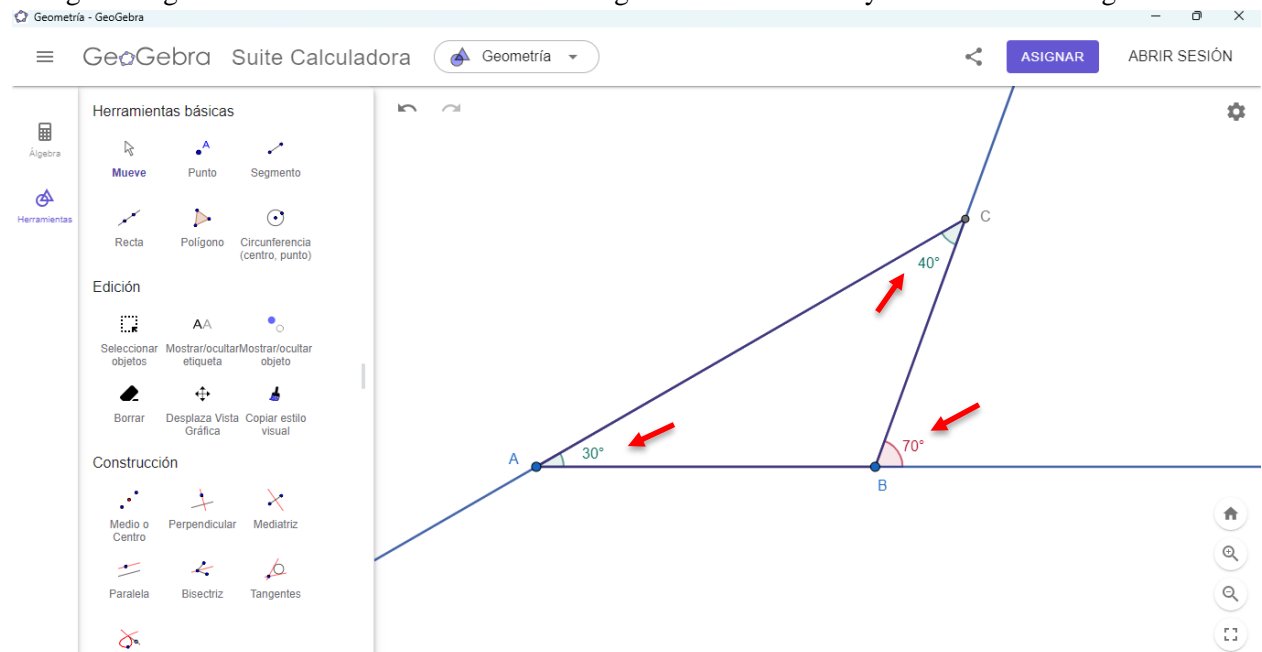 Geometría - GeoGebra
GeoGebra Suite Calculadora Geometría ASIGNAR ABRIR SESIÓN
Álgebra
Herramientas
Herramientas básicas
Mueve Punto Segmento
Recta Polígono Circunferencia
(centro, punto)
Edición
AA
Seleccionar Mostrar/ocultar Mostrar/ocultar
objetos etiqueta objeto
Borrar Desplaza Vista Copiar estilo
Gráfica visual
Construcción
Medio o Perpendicular Mediatriz
Centro
Paralela Bisectriz Tangentes
A
C
40°
A 30° 70°
B